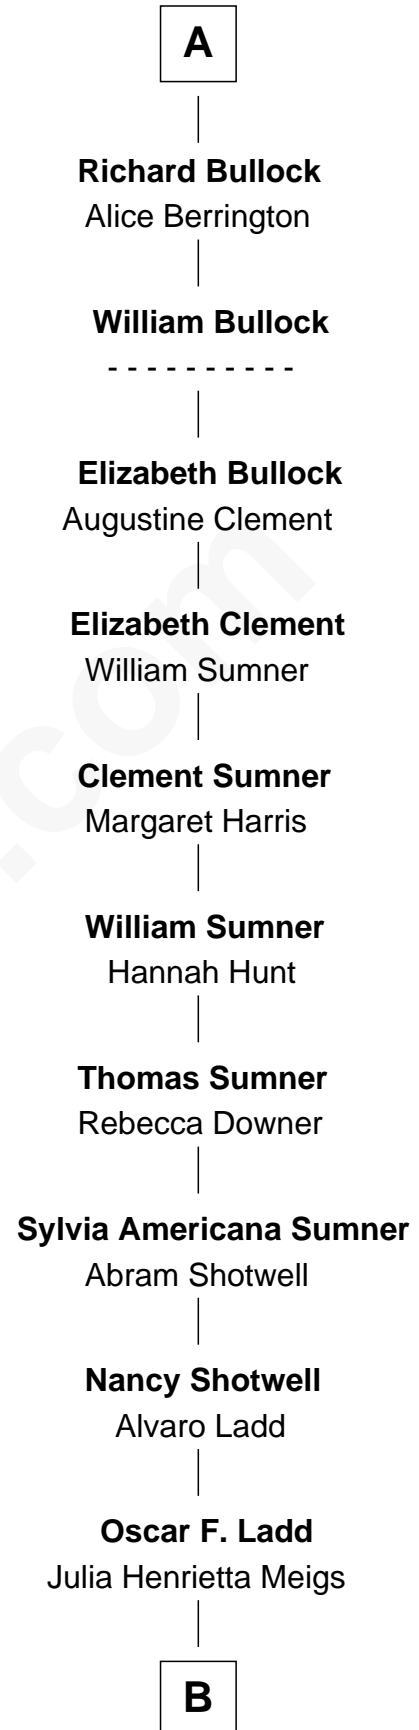 A
Richard Bullock
Alice Berrington
William Bullock
- - - - - - - - - -
Elizabeth Bullock
Augustine Clement
Elizabeth Clement
William Sumner
Clement Sumner
Margaret Harris
William Sumner
Hannah Hunt
Thomas Sumner
Rebecca Downer
Sylvia Americana Sumner
Abram Shotwell
Nancy Shotwell
Alvaro Ladd
Oscar F. Ladd
Julia Henrietta Meigs
B
.com